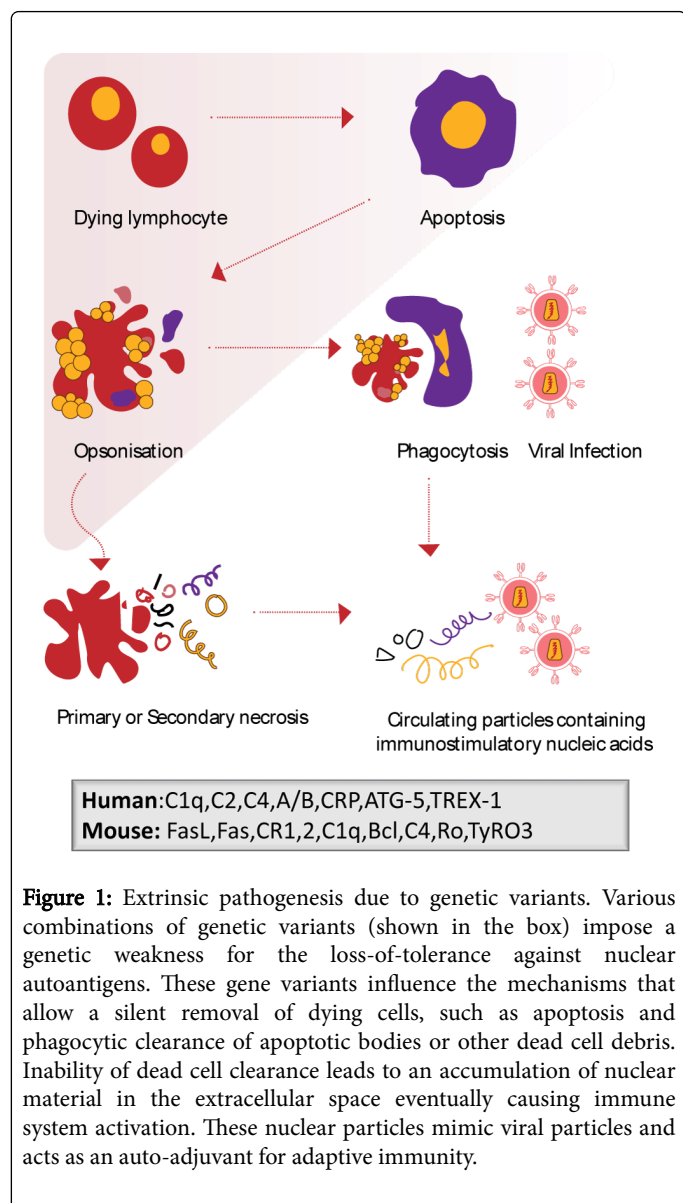 Dying lymphocyte
Apoptosis
Opsonisation
Phagocytosis
Viral Infection
Primary or Secondary necrosis
Circulating particles containing
immunostimulatory nucleic acids
Human:C1q,C2,C4,A/B,CRP,ATG-5,TREX-1
Mouse: FasL,Fas,CR1,2,C1q,Bcl,C4,Ro,TyRO3
Figure 1: Extrinsic pathogenesis due to genetic variants. Various
combinations of genetic variants (shown in the box) impose a
genetic weakness for the loss-of-tolerance against nuclear
autoantigens. These gene variants influence the mechanisms that
allow a silent removal of dying cells, such as apoptosis and
phagocytic clearance of apoptotic bodies or other dead cell debris.
Inability of dead cell clearance leads to an accumulation of nuclear
material in the extracellular space eventually causing immune
system activation. These nuclear particles mimic viral particles and
acts as an auto-adjuvant for adaptive immunity.